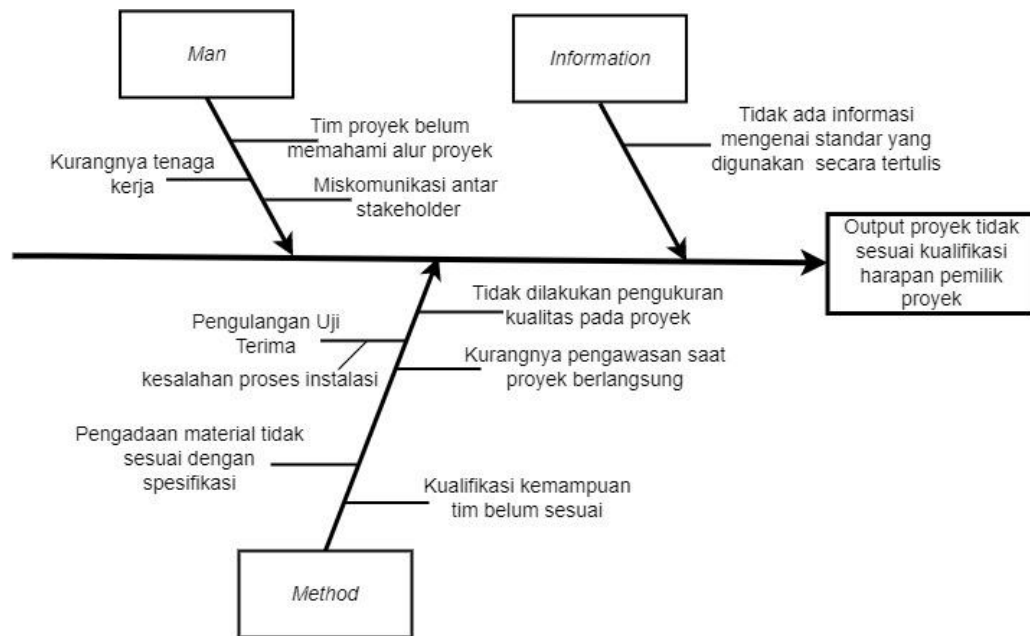 Man
Information
Tim proyek belum
memahami alur proyek
Kurangnya tenaga
kerja
Miskomunikasi antar
stakeholder
Tidak ada informasi
mengenai standar yang
digunakan secara tertulis
Output proyek tidak
sesuai kualifikasi
harapan pemilik
proyek
Tidak dilakukan pengukuran
kualitas pada proyek
Pengulangan Uji
Terima
kesalahan proses instalasi
Kurangnya pengawasan saat
proyek berlangsung
Pengadaan material tidak
sesuai dengan
spesifikasi
Kualifikasi kemampuan
tim belum sesuai
Method